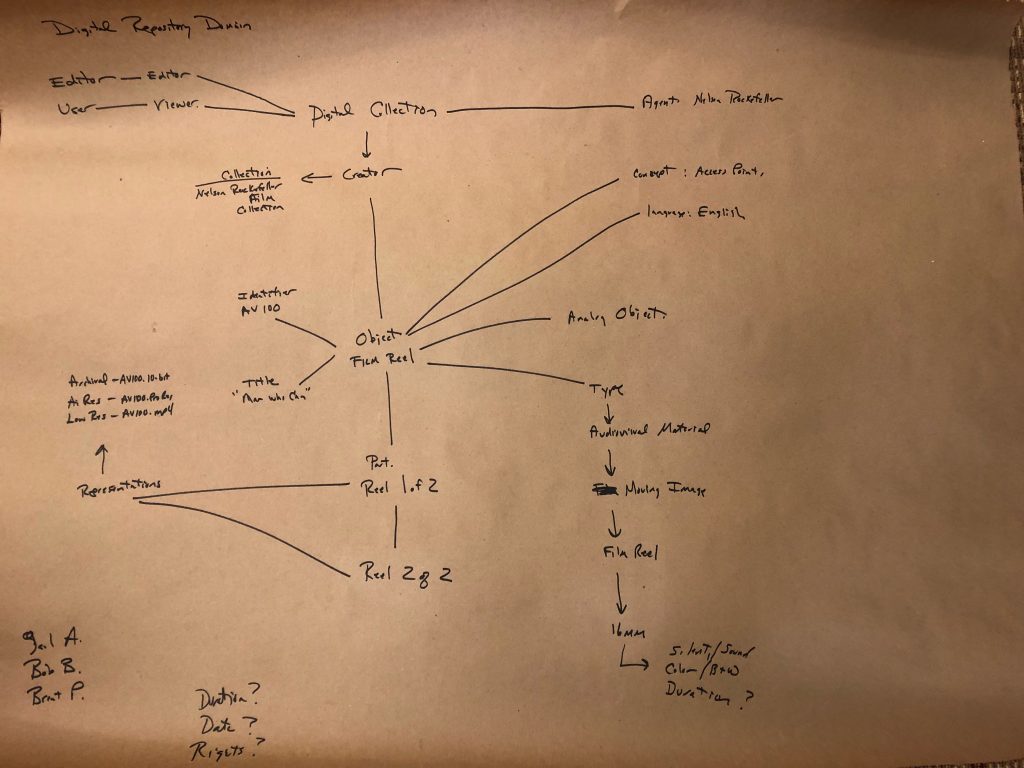 Digital Repository Domain
Editor — Editor
User — Viewer.
Digital Collection
Agent: Nelson Rockefeller
Creator
Collection
Nelson Rockefeller
Film
Collection
Concept: Access Point,
language: English
Identifier
AV 100
Object
Film Reel
Analog Object.
Title
"Man who Can"
Type
Archival - AV100.10-bit
Res - AV100.ProRes
Low Res - AV100.mp4
Audiovisual Material
Part.
Reel 1 of 2
Representations
Moving Image
Film Reel
Reel 2 of 2
16mm
Silent/Sound
Color/B+W
Duration?
A.
Bob B.
Brent P.
Duration?
Date?
Rights?